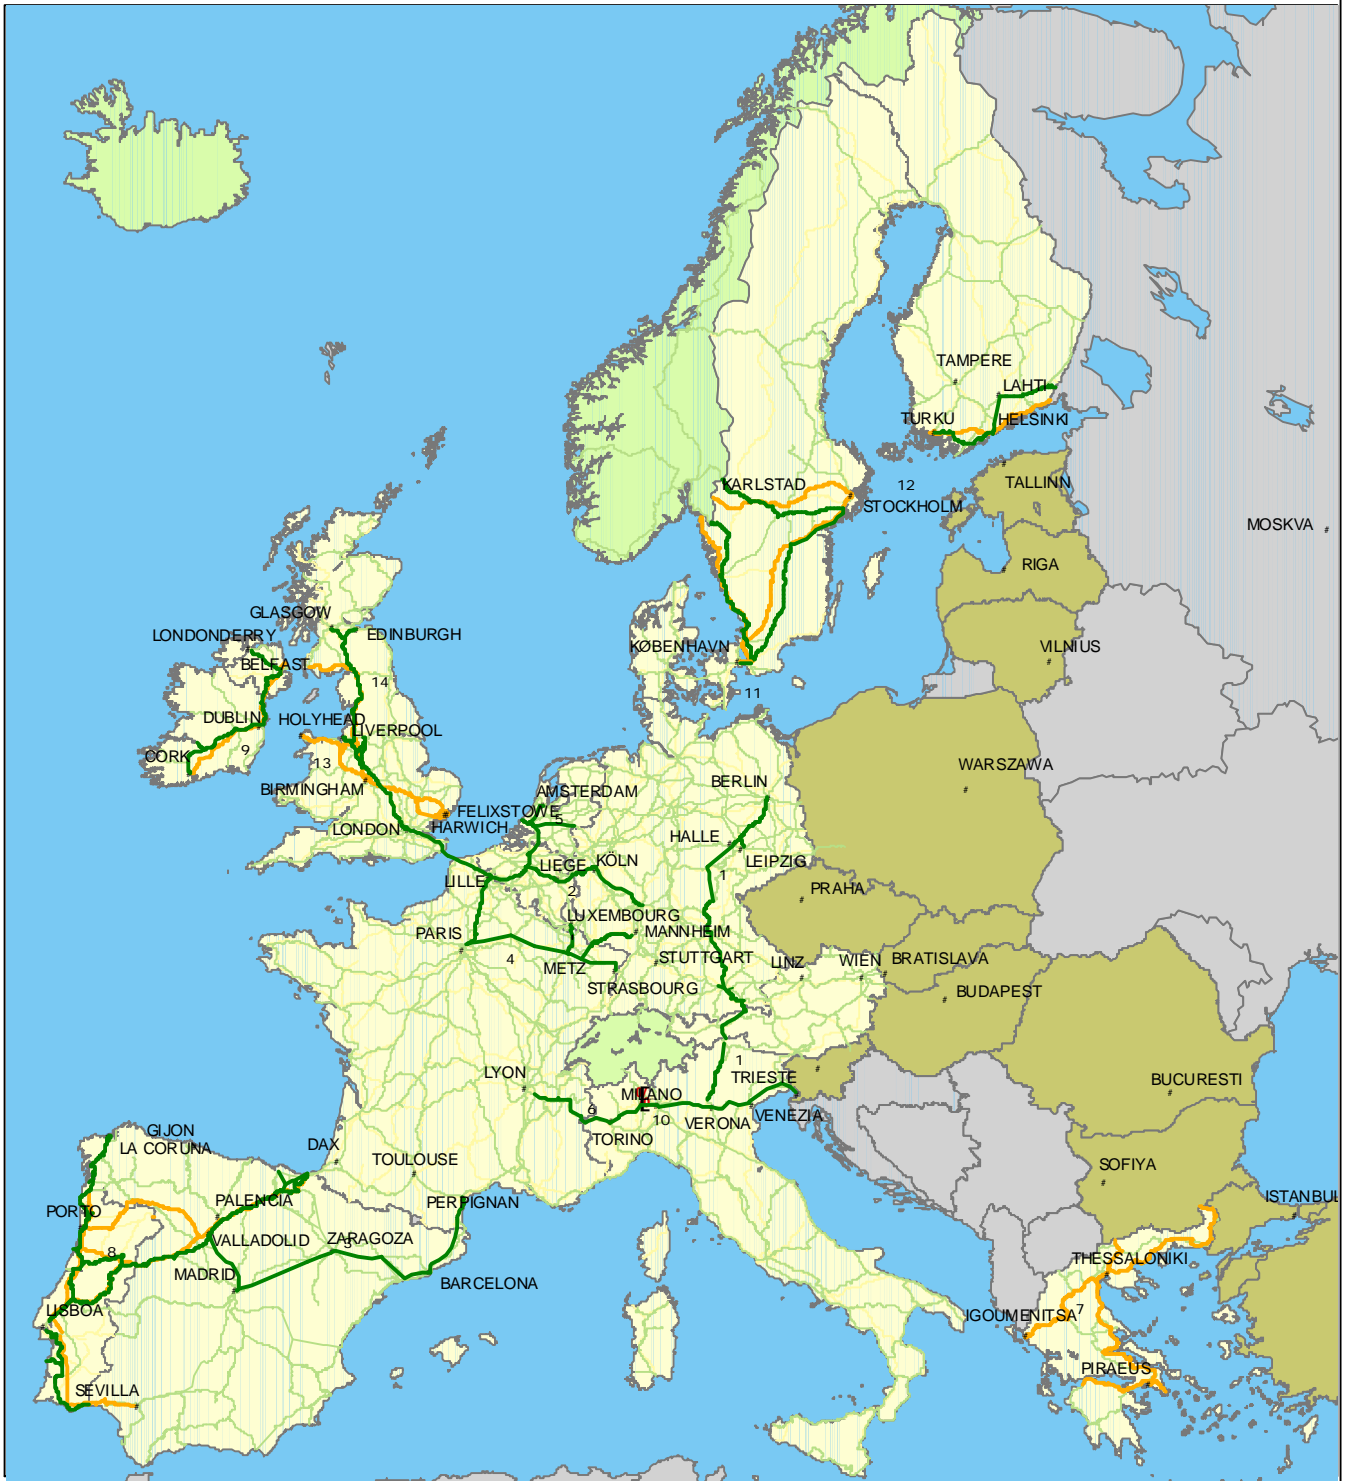 TAMPERE
LAHTI
TURKU
HELSINKI
KARLSTAD
12
TALLINN
STOCKHOLM
MOSKVA
RIGA
GLASGOW
LONDONDERRY
EDINBURGH
BELFAST
KØBENHAVN
VILNIUS
14
11
DUBLIN
HOLYHEAD
LIVERPOOL
CORK
9
13
WARSZAWA
BIRMINGHAM
AMSTERDAM
BERLIN
FELIXSTOWE
5
LONDON
HARWICH
HALLE
LEIPZIG
LIEGE
KÖLN
1
LILLE
2
PRAHA
LUXEMBOURG
PARIS
MANNHEIM
4
METZ
STUTTGART
LINZ
WIEN
BRATISLAVA
STRASBOURG
BUDAPEST
1
LYON
TRIESTE
BUCURESTI
MILANO
6
10
VERONA
VENEZIA
GIJON
TORINO
LA CORUNA
DAX
TOULOUSE
SOFIYA
PALENCIA
PERPIGNAN
ISTANBUL
PORTO
VALLADOLID
ZARAGOZA
3
8
THESSALONIKI
MADRID
BARCELONA
LISBOA
IGOUMENITSA
7
PIRAEUS
SEVILLA